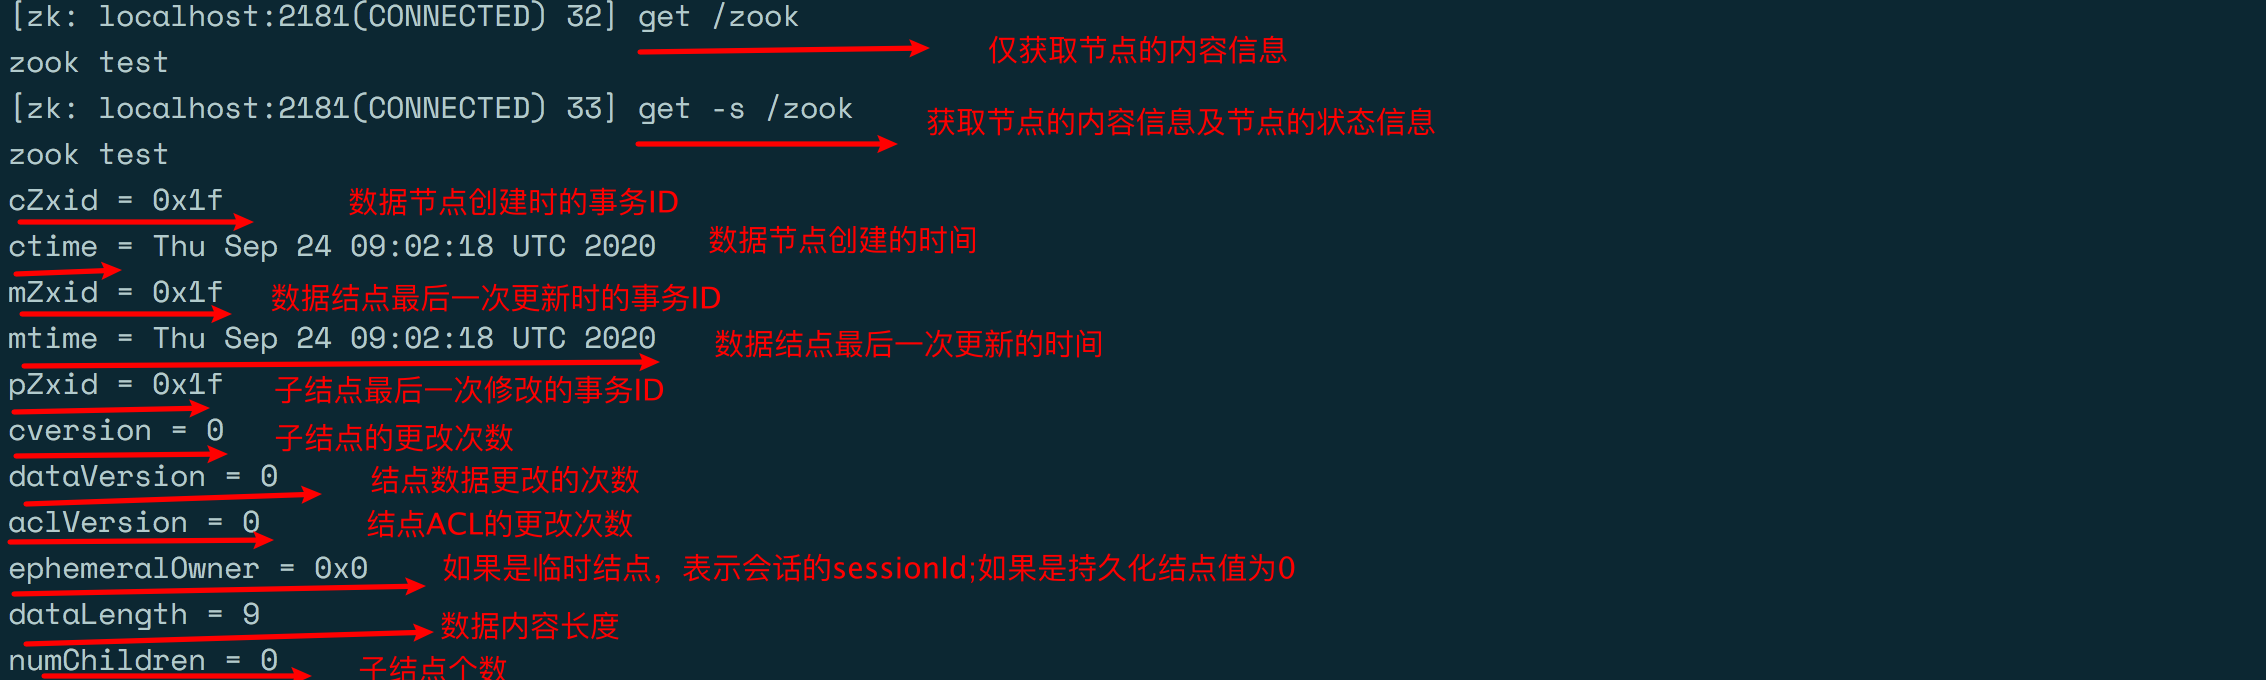 [zk: localhost:2181(CONNECTED) 32] get /zook
仅获取节点的内容信息
zook test
[zk: localhost:2181(CONNECTED) 33] get -s /zook
获取节点的内容信息及节点的状态信息
zook test
cZxid = 0x1f 数据节点创建时的事务ID
ctime = Thu Sep 24 09:02:18 UTC 2020 数据节点创建的时间
mZxid = 0x1f 数据结点最后一次更新时的事务ID
mtime = Thu Sep 24 09:02:18 UTC 2020 数据结点最后一次更新的时间
pZxid = 0x1f 子结点最后一次修改的事务ID
cversion = 0 子结点的更改次数
dataVersion = 0 结点数据更改的次数
aclVersion = 0 结点ACL的更改次数
ephemeralOwner = 0x0 如果是临时结点，表示会话的sessionId;如果是持久化结点值为0
dataLength = 9 数据内容长度
numChildren = 0 子结点个数